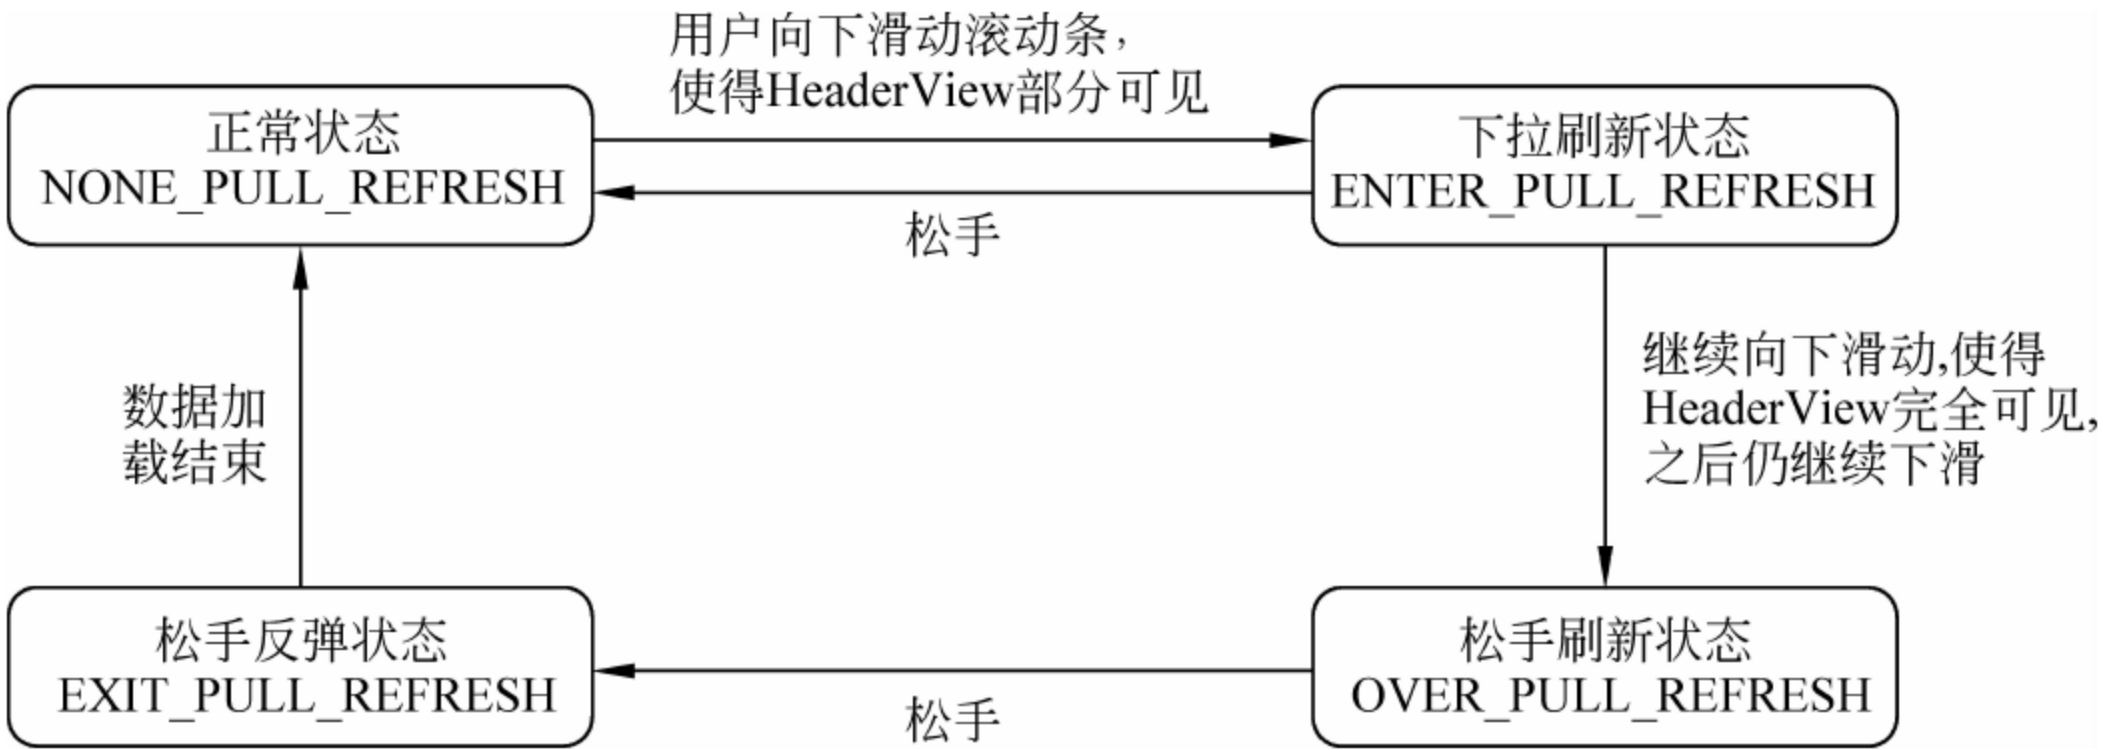 用户向下滑动滚动条，
使得HeaderView部分可见
正常状态
NONE_PULL_REFRESH
下拉刷新状态
ENTER_PULL_REFRESH
松手
继续向下滑动,使得
HeaderView完全可见,
之后仍继续下滑
数据加
载结束
松手反弹状态
EXIT_PULL_REFRESH
松手刷新状态
OVER_PULL_REFRESH
松手